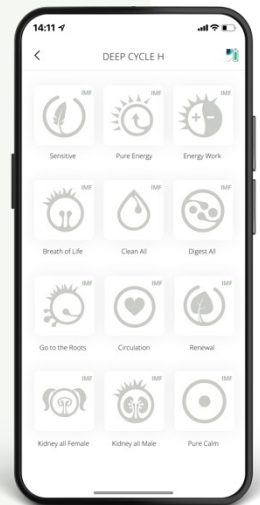 14:11
DEEP CYCLE H
IMF IMF IMF
Sensitive Pure Energy Energy Work
IMF IMF IMF
Breath of Life Clean All Digest All
IMF IMF IMF
Go to the Roots Circulation Renewal
IMF IMF IMF
Kidney all Female Kidney all Male Pure Calm